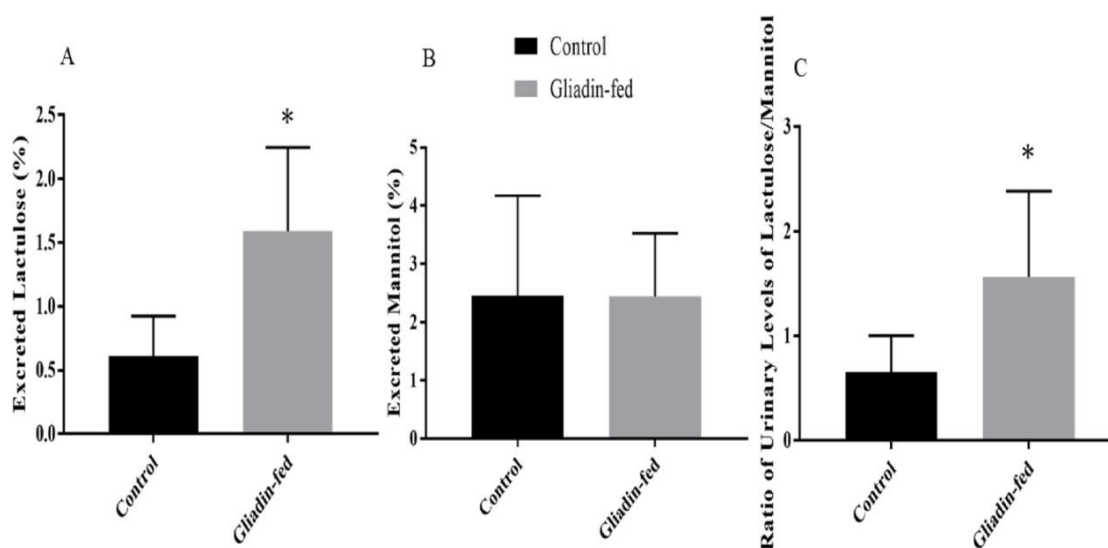 Control
Gliadin-fed
A
Excreted Lactulose (%)
2.5
2.0
1.5
1.0
0.5
0.0
*
Control
Gliadin-fed
B
Excreted Mannitol (%)
5
4
3
2
1
0
Control
Gliadin-fed
C
Ratio of Urinary Levels of Lactulose/Mannitol
3
2
1
0
*
Control
Gliadin-fed